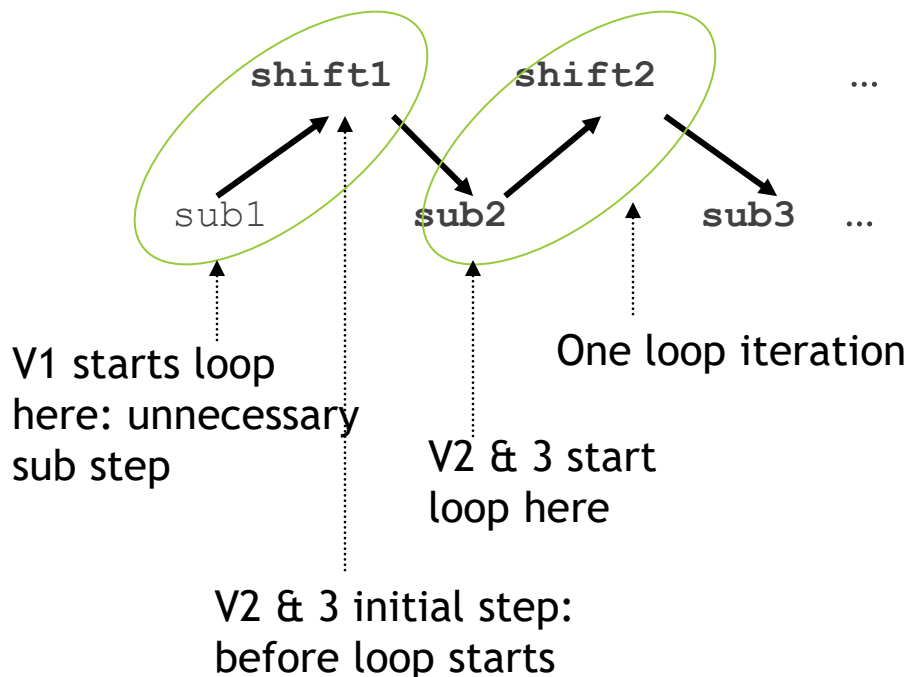 shift1 shift2 ...
sub1 sub2 sub3 ...
V1 starts loop
here: unnecessary
sub step
One loop iteration
V2 & 3 start
loop here
V2 & 3 initial step:
before loop starts